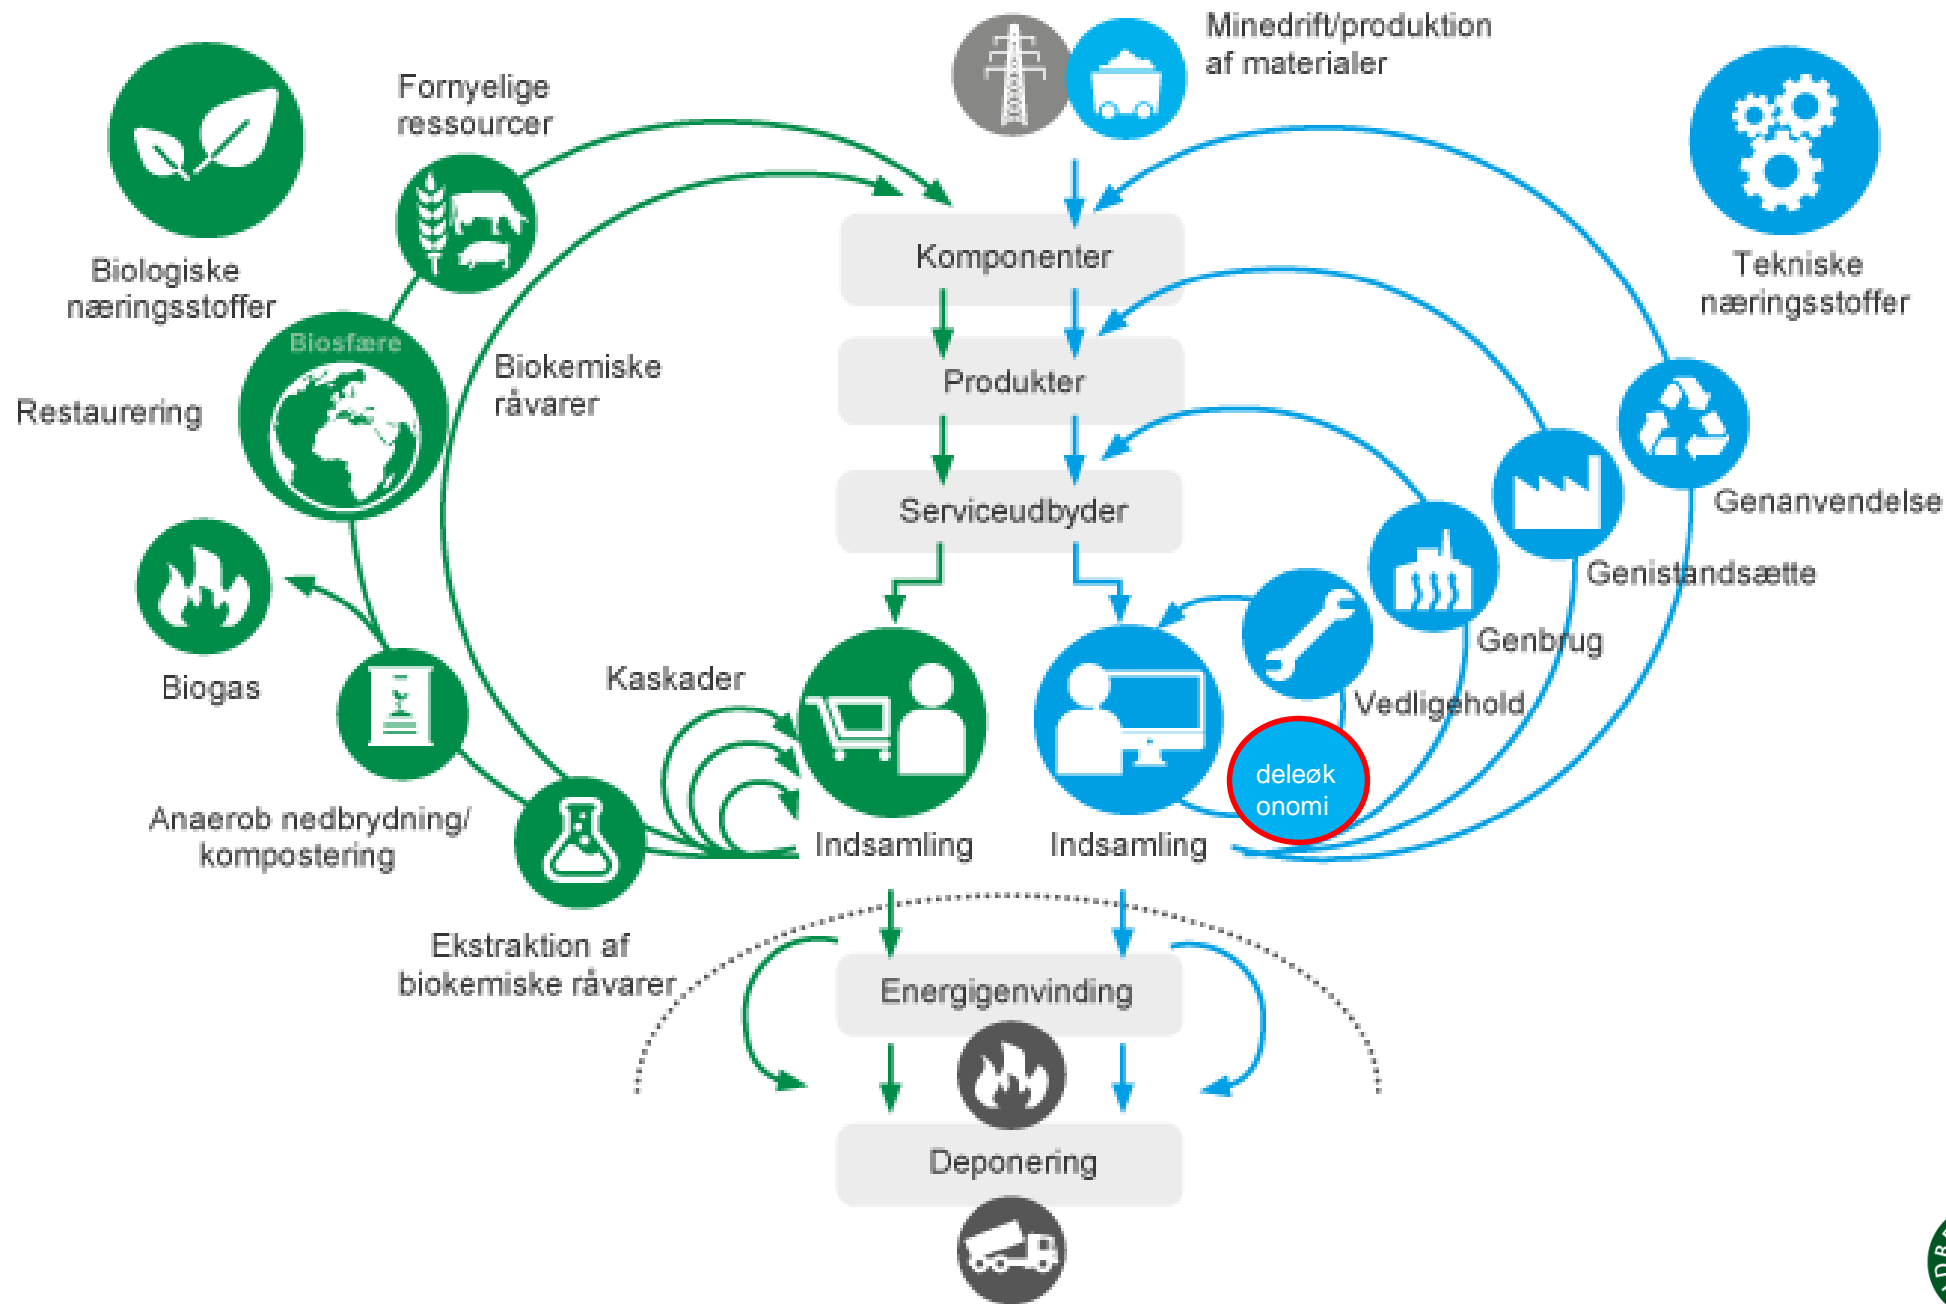 Minedrift/produktion
af materialer
Fornyelige
ressourcer
Biologiske
næringsstoffer
Tekniske
næringsstoffer
Komponenter
Biosfære
Biokemiske
råvarer
Restaurering
Produkter
Serviceudbyder
Genanvendelse
Genistandsætte
Genbrug
Vedligehold
Kaskader
Biogas
deleøk
onomi
Anaerob nedbrydning/
kompostering
Indsamling
Indsamling
Ekstraktion af
biokemiske råvarer
Energigenvinding
Deponering